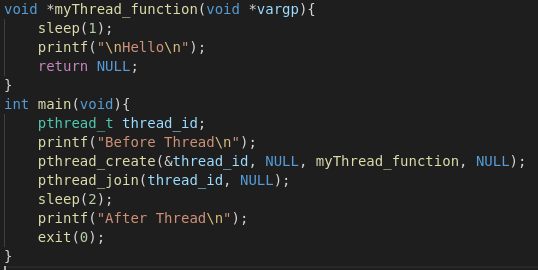 void *myThread_function(void *vargp){
    sleep(1);
    printf("\nHello\n");
    return NULL;
}
int main(void){
    pthread_t thread_id;
    printf("Before Thread\n");
    pthread_create(&thread_id, NULL, myThread_function, NULL);
    pthread_join(thread_id, NULL);
    sleep(2);
    printf("After Thread\n");
    exit(0);
}